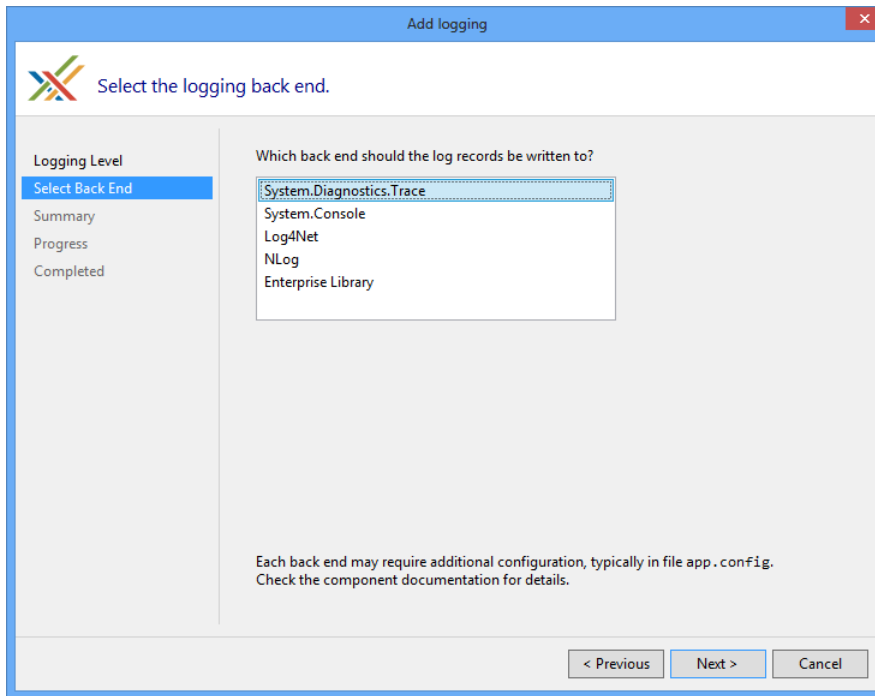 Add logging
Select the logging back end.
Logging Level
Select Back End
Summary
Progress
Completed
Which back end should the log records be written to?
System.Diagnostics.Trace
System.Console
Log4Net
NLog
Enterprise Library
Each back end may require additional configuration, typically in file app.config.
Check the component documentation for details.
< Previous
Next >
Cancel